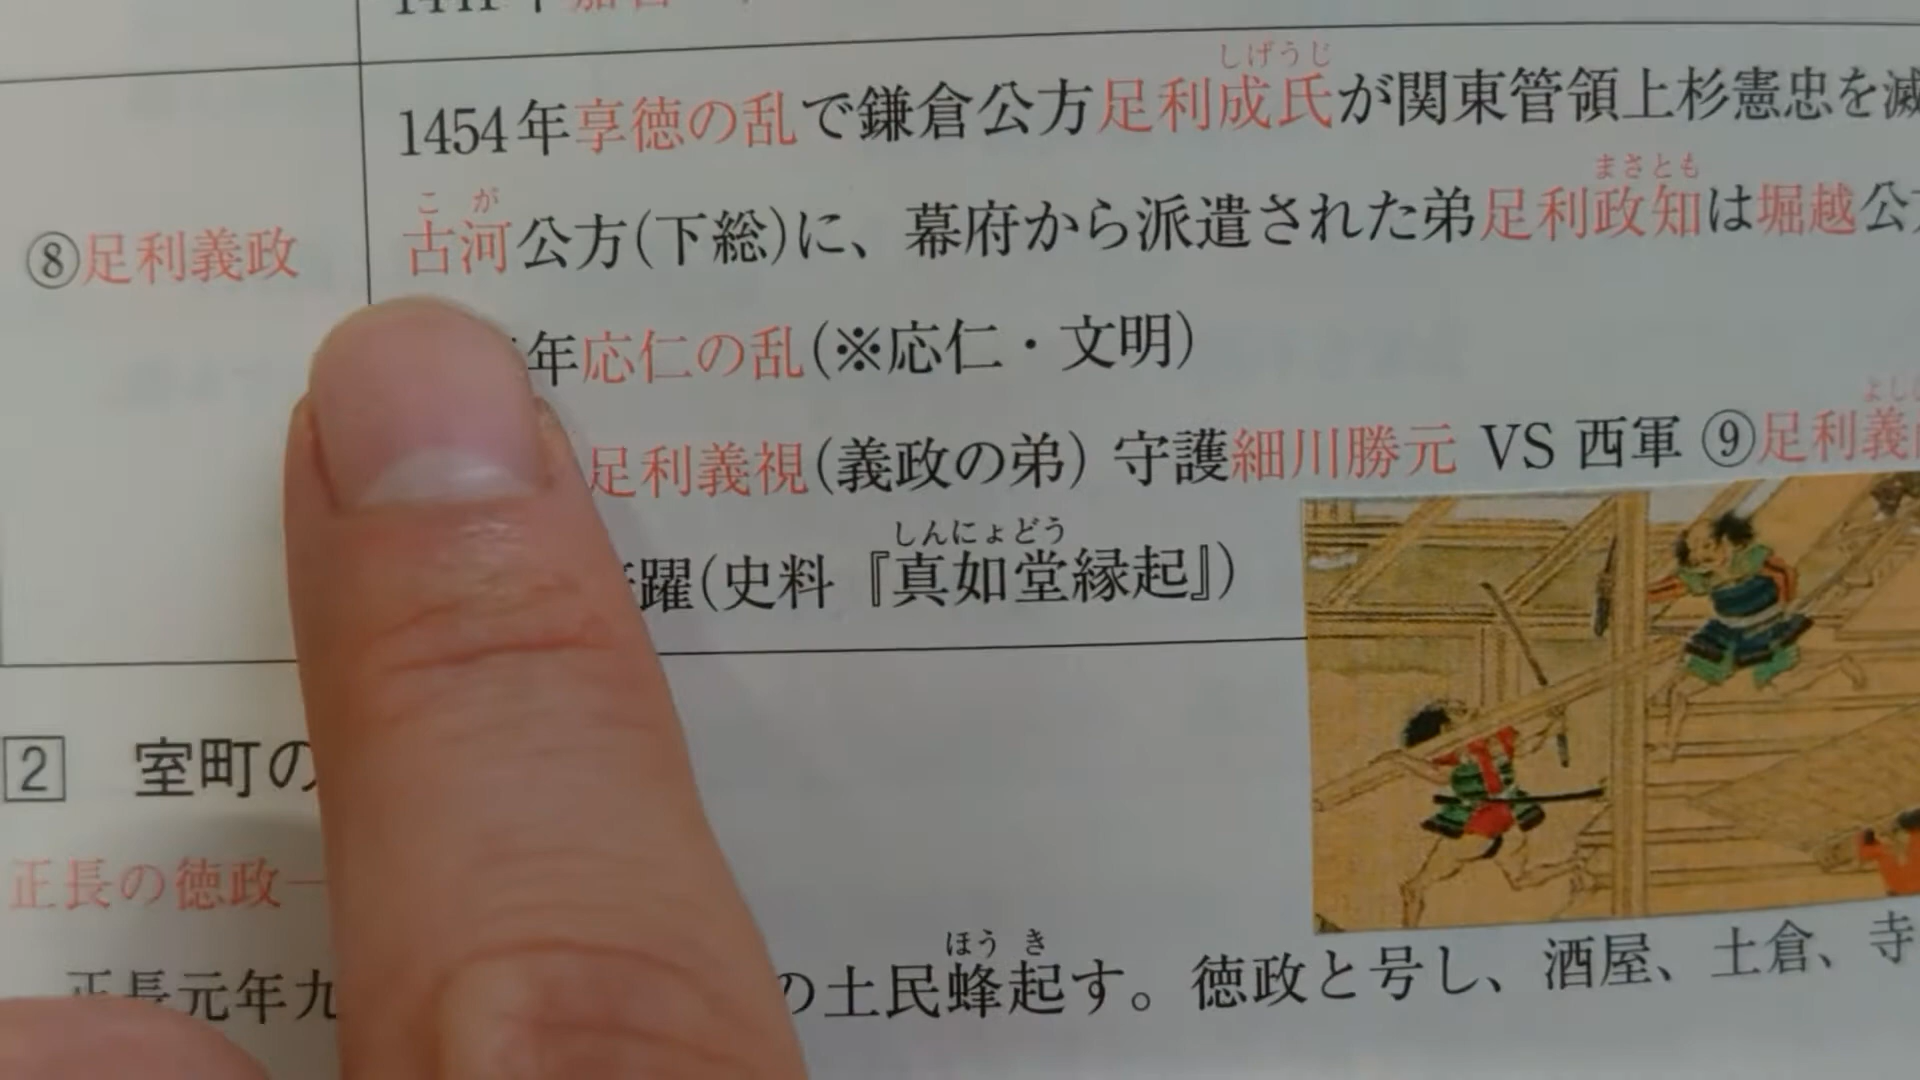 しげうじ
1454年享徳の乱で鎌倉公方足利成氏が関東管領上杉憲忠を滅
こが まさとも
⑧足利義政
古河公方(下総)に、幕府から派遣された弟足利政知は堀越公
年応仁の乱(※応仁・文明)
足利義視(義政の弟) 守護細川勝元 VS 西軍 ⑨足利義
しんにょどう
躍(史料『真如堂縁起』)
2 室町の
正長の徳政一
ほうき
正長元年九 の土民蜂起す。徳政と号し、酒屋、土倉、寺